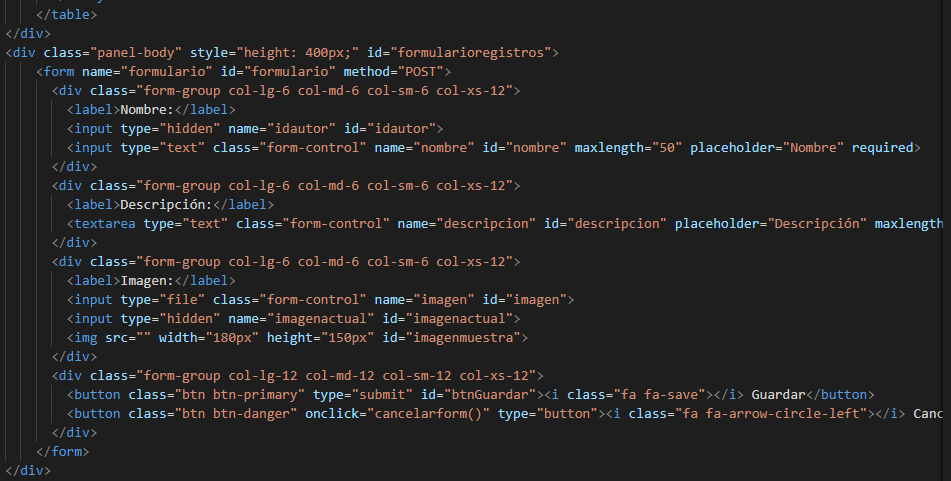 </table>
</div>
<div class="panel-body" style="height: 400px;" id="formularioregistros">
<form name="formulario" id="formulario" method="POST">
<div class="form-group col-lg-6 col-md-6 col-sm-6 col-xs-12">
<label>Nombre:</label>
<input type="hidden" name="idautor" id="idautor">
<input type="text" class="form-control" name="nombre" id="nombre" maxlength="50" placeholder="Nombre" required>
</div>
<div class="form-group col-lg-6 col-md-6 col-sm-6 col-xs-12">
<label>Descripción:</label>
<textarea type="text" class="form-control" name="descripcion" id="descripcion" placeholder="Descripción" maxlength
</div>
<div class="form-group col-lg-6 col-md-6 col-sm-6 col-xs-12">
<label>Imagen:</label>
<input type="file" class="form-control" name="imagen" id="imagen">
<input type="hidden" name="imagenactual" id="imagenactual">
<img src="" width="180px" height="150px" id="imagenmuestra">
</div>
<div class="form-group col-lg-12 col-md-12 col-sm-12 col-xs-12">
<button class="btn btn-primary" type="submit" id="btnGuardar"><i class="fa fa-save"></i> Guardar</button>
<button class="btn btn-danger" onclick="cancelarform()" type="button"><i class="fa fa-arrow-circle-left"></i> Canc
</div>
</form>
</div>